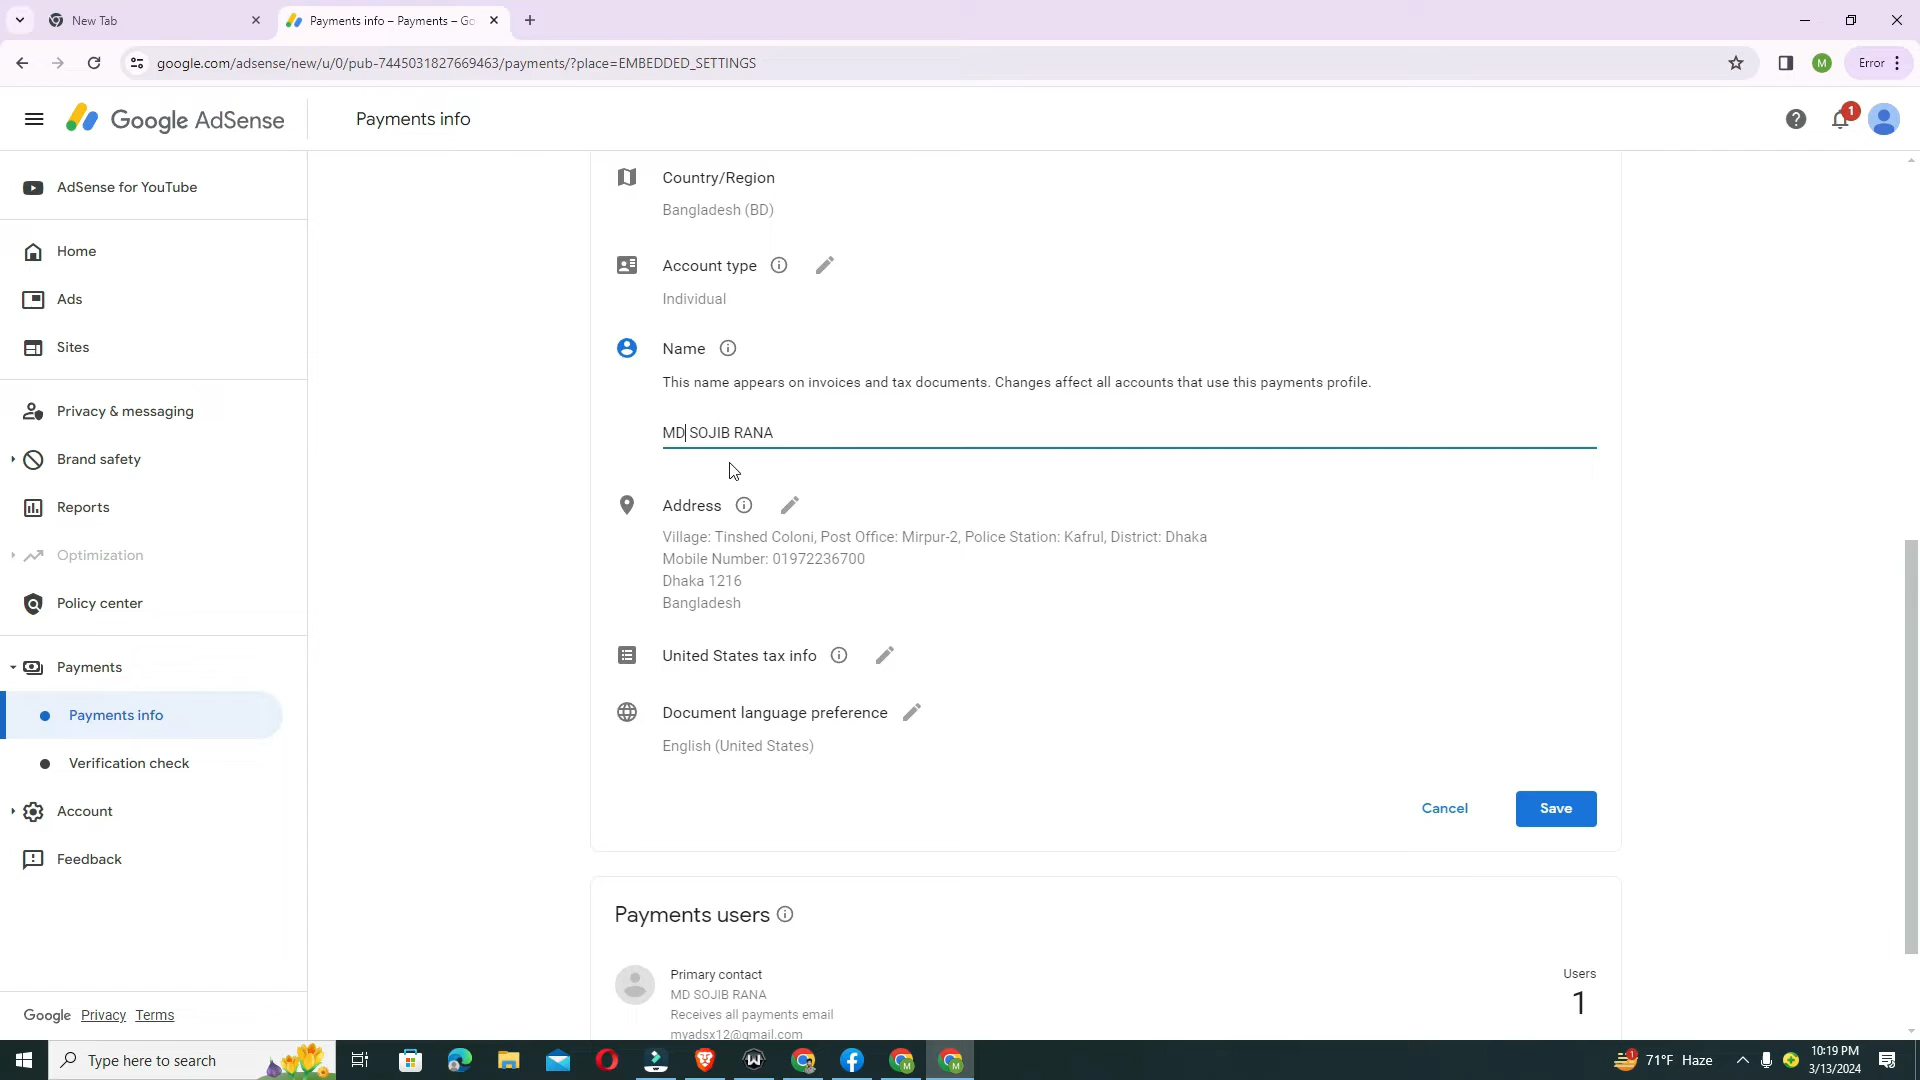 New Tab
Payments info – Payments – Go
google.com/adsense/new/u/0/pub-7445031827669463/payments/?place=EMBEDDED_SETTINGS
M
Error
Google AdSense
Payments info
1
AdSense for YouTube
Home
Ads
Sites
Privacy & messaging
Brand safety
Reports
Optimization
Policy center
Payments
Payments info
Verification check
Account
Feedback
Google Privacy Terms
Country/Region
Bangladesh (BD)
Account type
Individual
Name
This name appears on invoices and tax documents. Changes affect all accounts that use this payments profile.
MD SOJIB RANA
Address
Village: Tinshed Coloni, Post Office: Mirpur-2, Police Station: Kafrul, District: Dhaka
Mobile Number: 01972236700
Dhaka 1216
Bangladesh
United States tax info
Document language preference
English (United States)
Cancel
Save
Payments users
Primary contact
MD SOJIB RANA
Receives all payments email
myadsx12@gmail.com
Users
1
Type here to search
71°F Haze
10:19 PM
3/13/2024